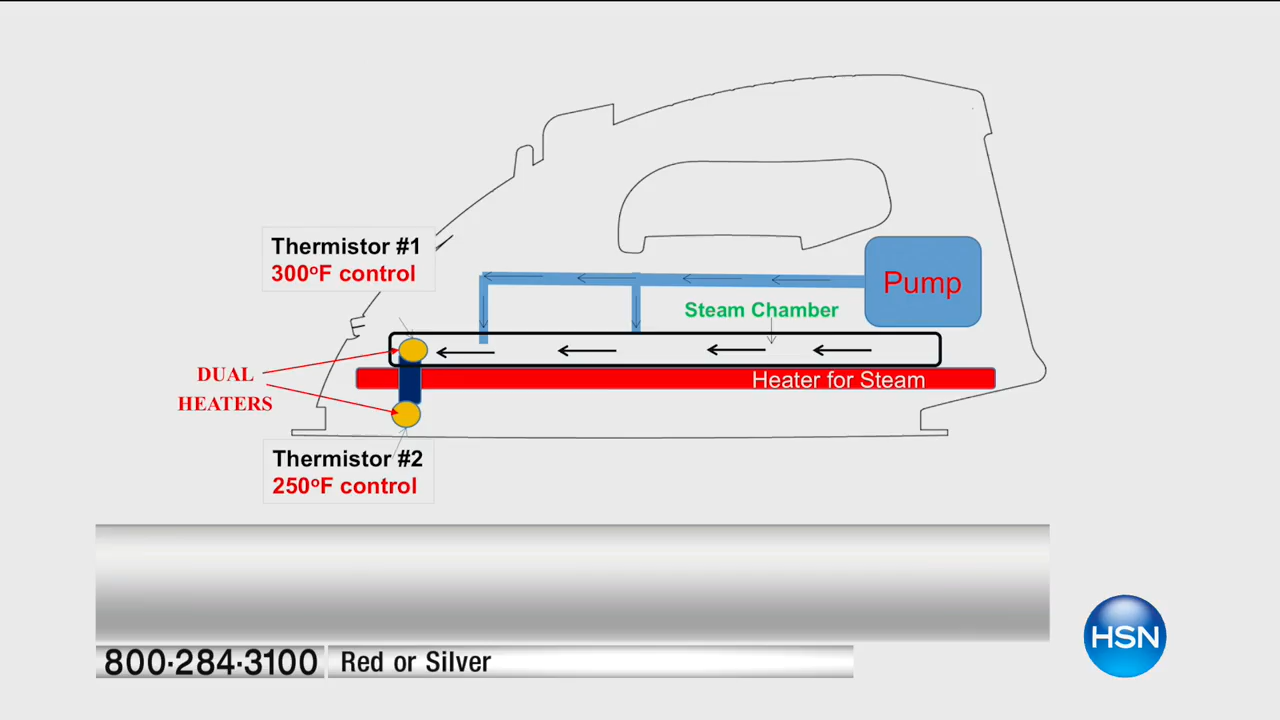 Thermistor #1
300ºF control
Pump
Steam Chamber
DUAL
HEATERS
Heater for Steam
Thermistor #2
250ºF control
HSN
800·284·3100
Red or Silver